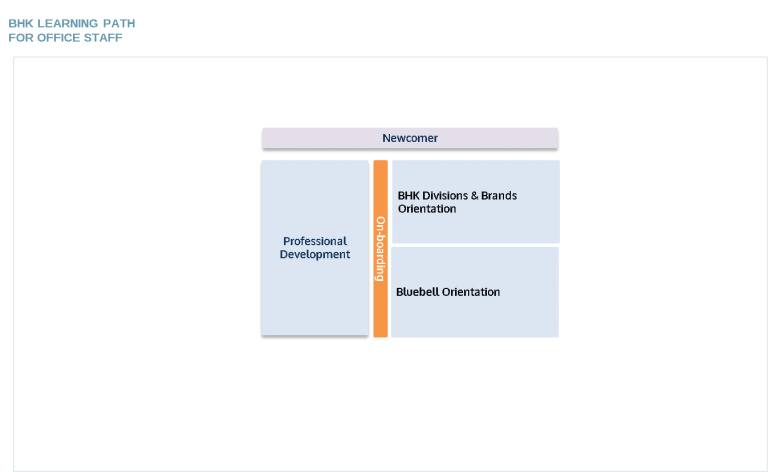 BHK LEARNING PATH
FOR OFFICE STAFF
Newcomer
Professional
Development
On-boarding
BHK Divisions & Brands
Orientation
Bluebell Orientation